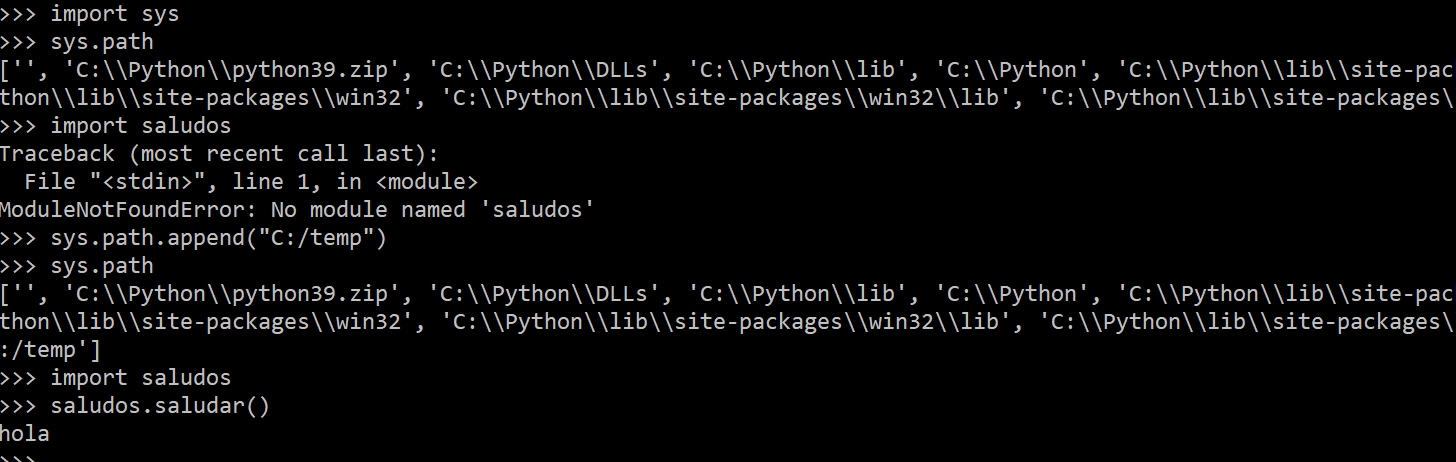 >>> import sys
>>> sys.path
['', 'C:\\Python\\python39.zip', 'C:\\Python\\DLLs', 'C:\\Python\\lib', 'C:\\Python', 'C:\\Python\\lib\\site-pac
thon\\lib\\site-packages\\win32', 'C:\\Python\\lib\\site-packages\\win32\\lib', 'C:\\Python\\lib\\site-packages\
>>> import saludos
Traceback (most recent call last):
  File "<stdin>", line 1, in <module>
ModuleNotFoundError: No module named 'saludos'
>>> sys.path.append("C:/temp")
>>> sys.path
['', 'C:\\Python\\python39.zip', 'C:\\Python\\DLLs', 'C:\\Python\\lib', 'C:\\Python', 'C:\\Python\\lib\\site-pac
thon\\lib\\site-packages\\win32', 'C:\\Python\\lib\\site-packages\\win32\\lib', 'C:\\Python\\lib\\site-packages\
:/temp']
>>> import saludos
>>> saludos.saludar()
hola
>>>